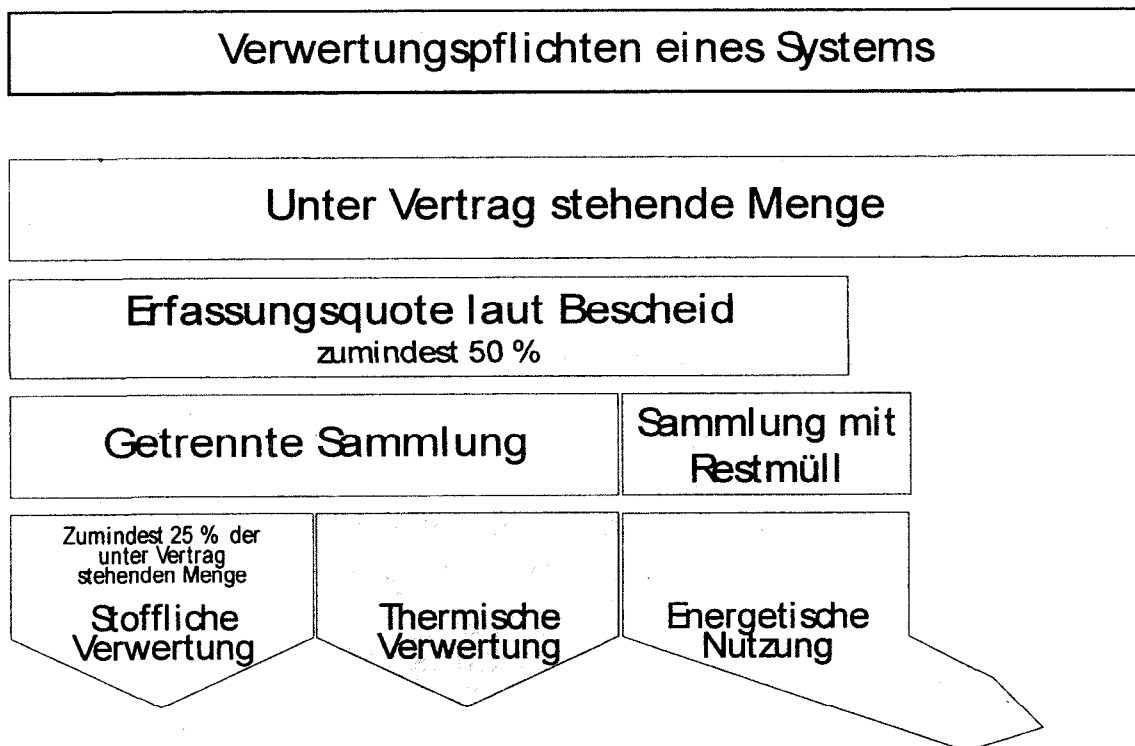 Verwertungspflichten eines Systems
Unter Vertrag stehende Menge
Erfassungsquote laut Bescheid
zumindest 50 %
Getrennte Sammlung
Sammlung mit
Restmüll
Zumindest 25 % der
unter Vertrag
stehenden Menge
Stoffliche
Verwertung
Thermische
Verwertung
Energetische
Nutzung